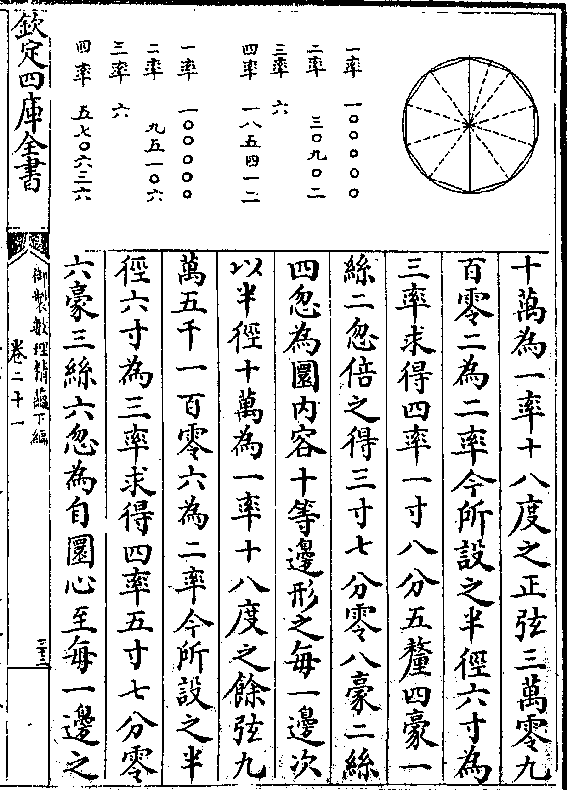 一率 一〇〇〇〇〇
二率 三〇九〇二
三率 六
四率 一八五四一二
一率 一〇〇〇〇〇
二率 九五一〇六
三率 六
四率 五七〇六三六
十萬為一率十八度之正弦三萬零九
百零二為二率今所設之半徑六寸為
三率求得四率一寸八分五釐四豪一
絲二忽倍之得三寸七分零八豪二絲
四忽為圜内容十等邊形之每一邊次
以半徑十萬為一率十八度之餘弦九
萬五千一百零六為二率今所設之半
徑六寸為三率求得四率五寸七分零
六豪三絲六忽為自圜心至每一邊之
欽定四庫全書
御製數理精藴下編
卷二十一